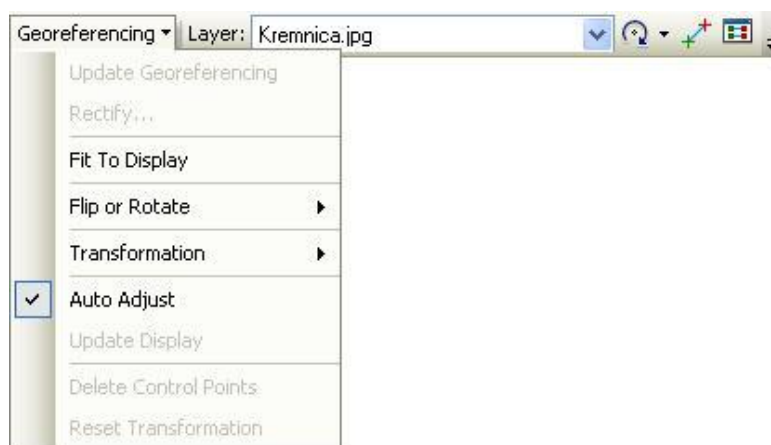 Georeferencing Layer: Kremnica.jpg
Update Georeferencing
Rectify...
Fit To Display
Flip or Rotate
Transformation
Auto Adjust
Update Display
Delete Control Points
Reset Transformation